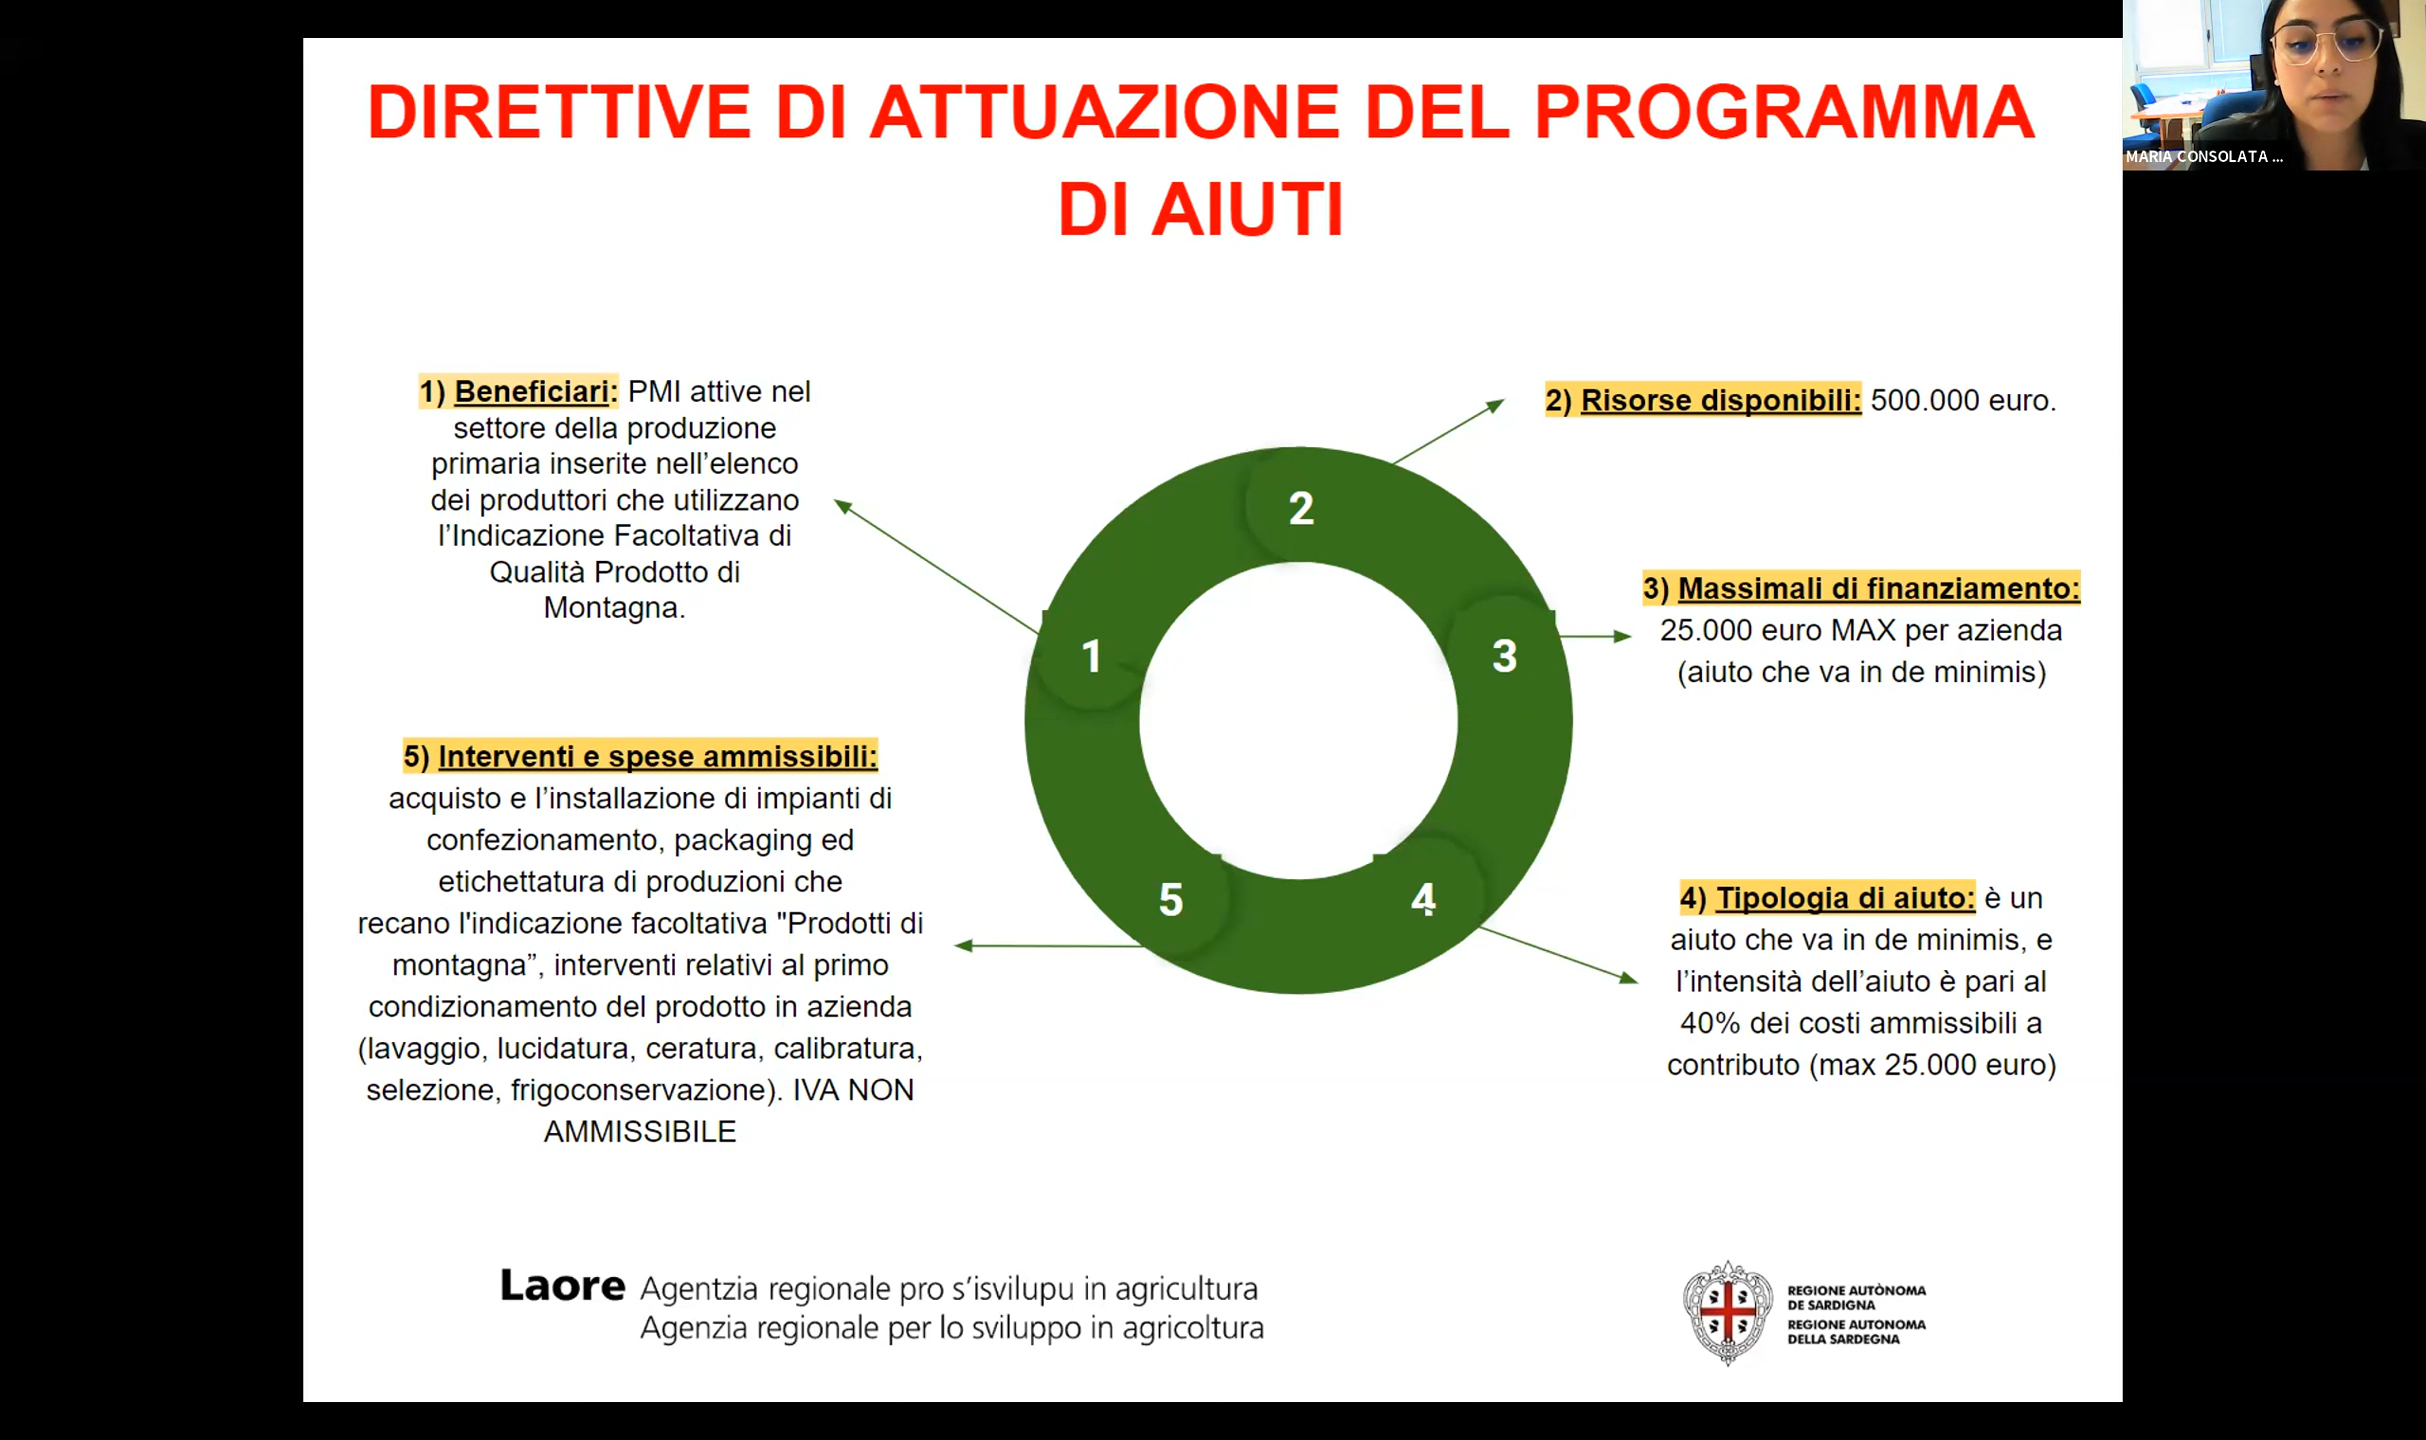 DIRETTIVE DI ATTUAZIONE DEL PROGRAMMA
DI AIUTI
MARIA CONSOLATA ...
1) Beneficiari: PMI attive nel
settore della produzione
primaria inserite nell’elenco
dei produttori che utilizzano
l’Indicazione Facoltativa di
Qualità Prodotto di
Montagna.
2) Risorse disponibili: 500.000 euro.
3) Massimali di finanziamento:
25.000 euro MAX per azienda
(aiuto che va in de minimis)
4) Tipologia di aiuto: è un
aiuto che va in de minimis, e
l’intensità dell’aiuto è pari al
40% dei costi ammissibili a
contributo (max 25.000 euro)
5) Interventi e spese ammissibili:
acquisto e l’installazione di impianti di
confezionamento, packaging ed
etichettatura di produzioni che
recano l'indicazione facoltativa "Prodotti di
montagna”, interventi relativi al primo
condizionamento del prodotto in azienda
(lavaggio, lucidatura, ceratura, calibratura,
selezione, frigoconservazione). IVA NON
AMMISSIBILE
1
2
3
4
5
Laore Agentzia regionale pro s’isvilupu in agricultura
Agenzia regionale per lo sviluppo in agricoltura
REGIONE AUTÒNOMA
DE SARDIGNA
REGIONE AUTONOMA
DELLA SARDEGNA